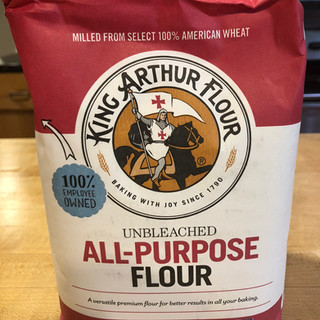 MILLED FROM SELECT 100% AMERICAN WHEAT
KING ARTHUR FLOUR
®
BAKING WITH JOY SINCE 1790
100%
EMPLOYEE
OWNED
UNBLEACHED
ALL-PURPOSE
FLOUR
A versatile premium flour for better results in all your baking.